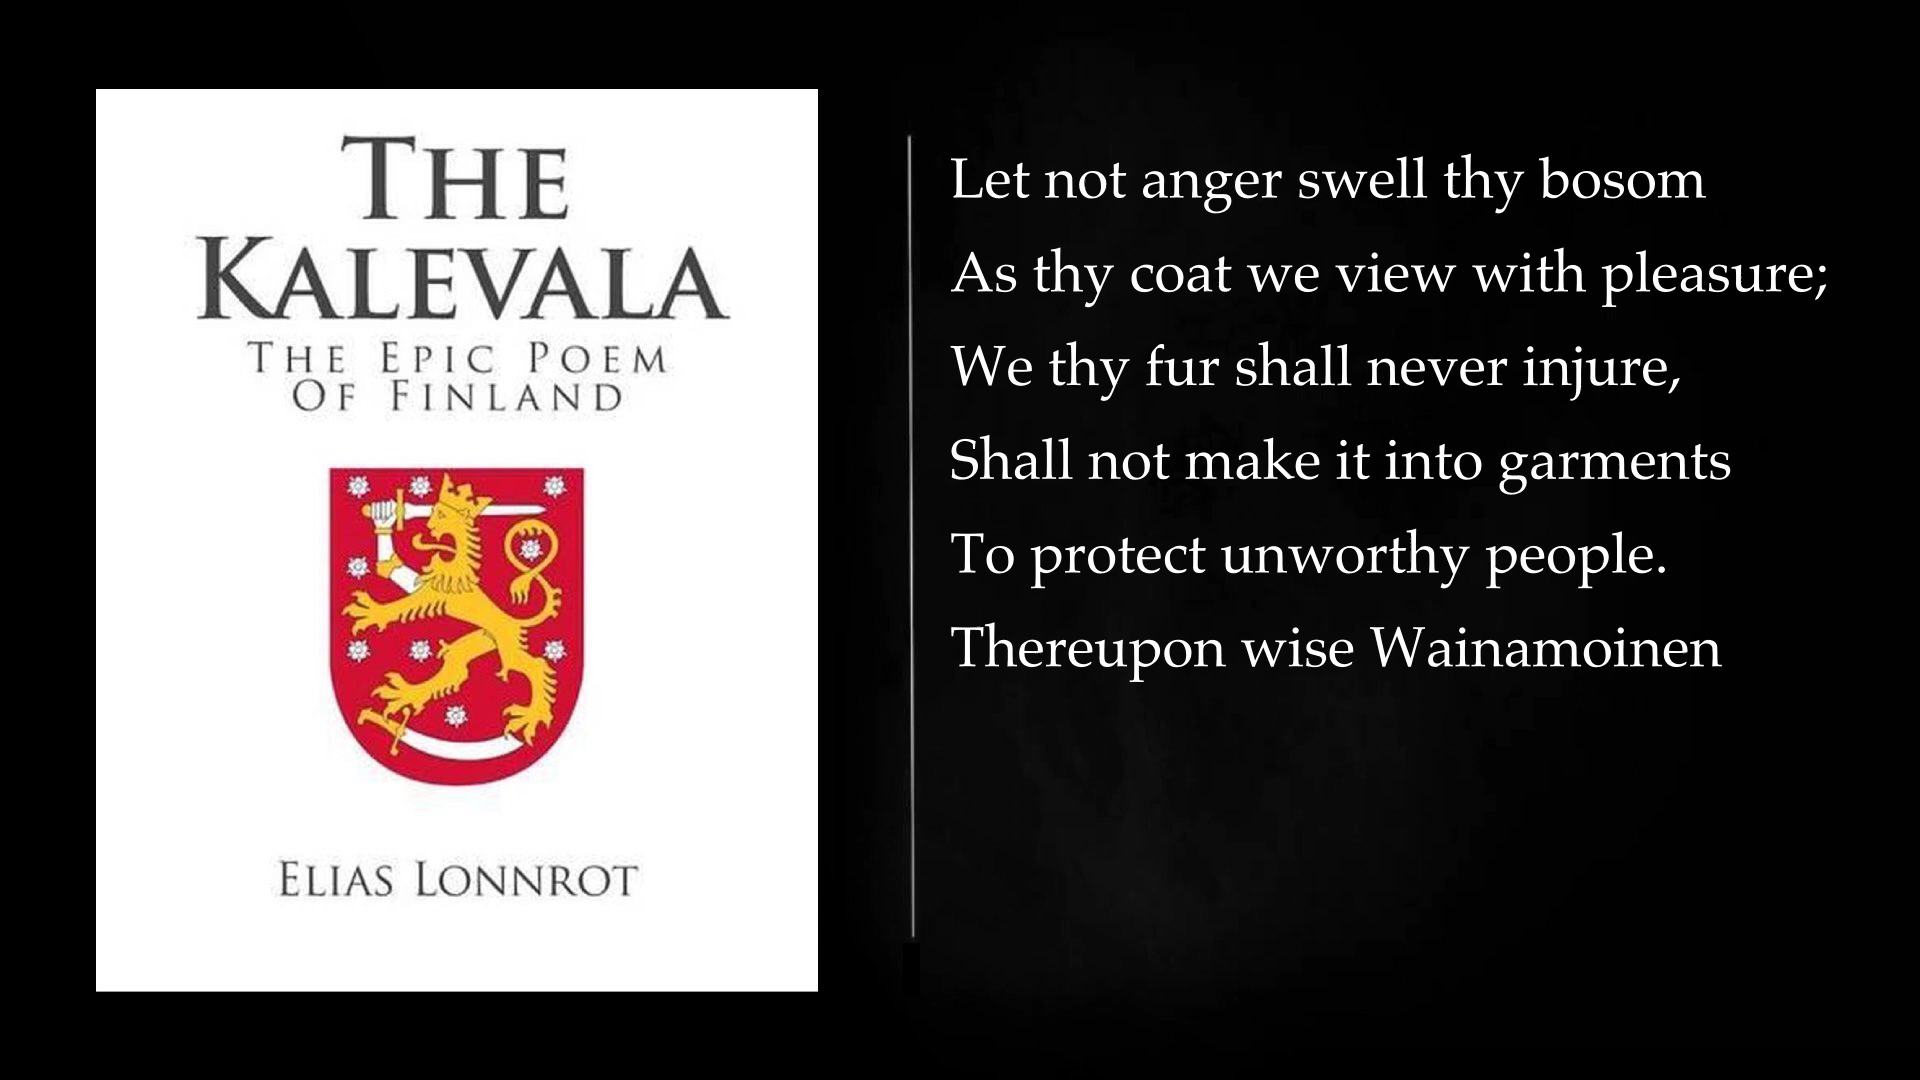 THE
KALEVALA
THE EPIC POEM
OF FINLAND
ELIAS LONNROT
Let not anger swell thy bosom
As thy coat we view with pleasure;
We thy fur shall never injure,
Shall not make it into garments
To protect unworthy people.
Thereupon wise Wainamoinen